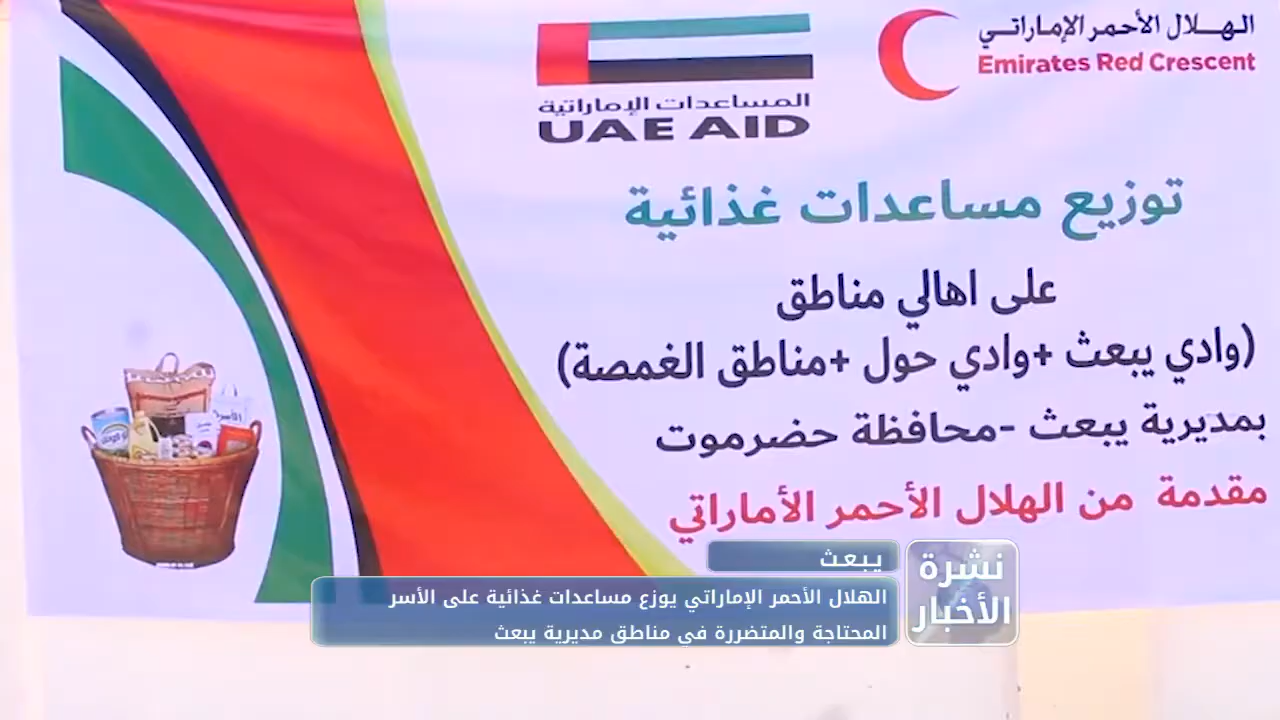 الهلال الأحمر الإماراتي
Emirates Red Crescent
المساعدات الإماراتية
UAE AID
توزيع مساعدات غذائية
على اهالي مناطق
(وادي يبعث +وادي حول +مناطق الغمصة)
بمديرية يبعث -محافظة حضرموت
مقدمة من الهلال الأحمر الأماراتي
يبعث
نشرة
الأخبار
الهلال الأحمر الإماراتي يوزع مساعدات غذائية على الأسر
المحتاجة والمتضررة في مناطق مديرية يبعث